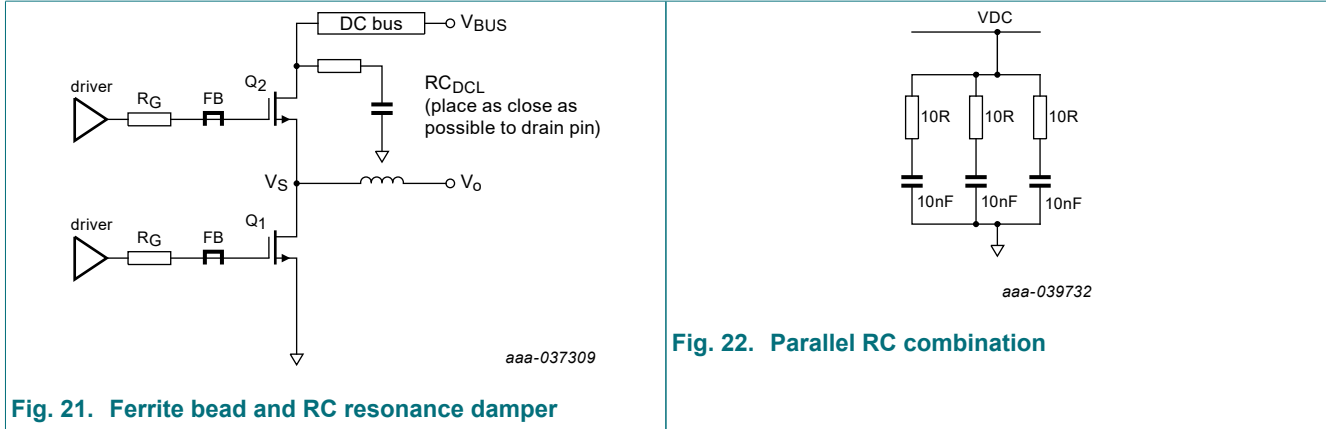 DC bus
VBUS
driver
RG
FB
Q2
RCDCL
(place as close as
possible to drain pin)
VS
Vo
driver
RG
FB
Q1
aaa-037309
Fig. 21. Ferrite bead and RC resonance damper
VDC
10R
10R
10R
10nF
10nF
10nF
aaa-039732
Fig. 22. Parallel RC combination